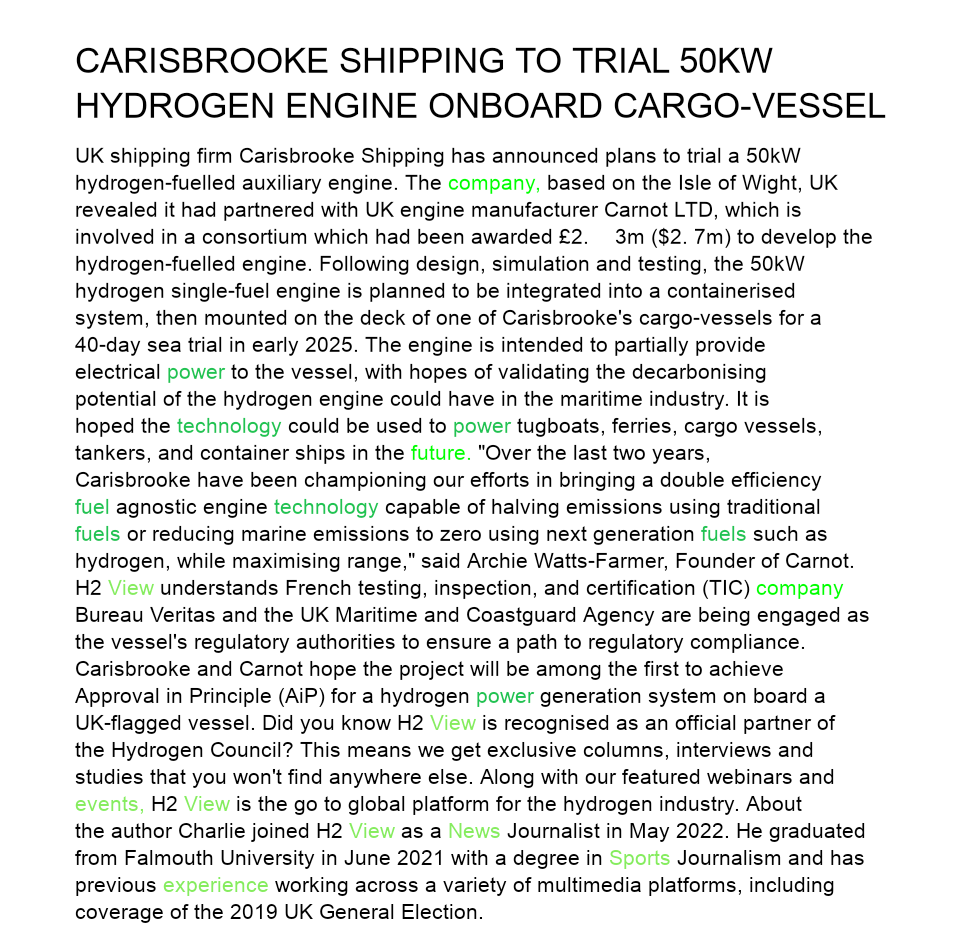 CARISBROOKE SHIPPING TO TRIAL 50KW
HYDROGEN ENGINE ONBOARD CARGO-VESSEL
UK shipping firm Carisbrooke Shipping has announced plans to trial a 50kW
hydrogen-fuelled auxiliary engine. The company, based on the Isle of Wight, UK
revealed it had partnered with UK engine manufacturer Carnot LTD, which is
involved in a consortium which had been awarded £2.    3m ($2. 7m) to develop the
hydrogen-fuelled engine. Following design, simulation and testing, the 50kW
hydrogen single-fuel engine is planned to be integrated into a containerised
system, then mounted on the deck of one of Carisbrooke's cargo-vessels for a
40-day sea trial in early 2025. The engine is intended to partially provide
electrical power to the vessel, with hopes of validating the decarbonising
potential of the hydrogen engine could have in the maritime industry. It is
hoped the technology could be used to power tugboats, ferries, cargo vessels,
tankers, and container ships in the future. "Over the last two years,
Carisbrooke have been championing our efforts in bringing a double efficiency
fuel agnostic engine technology capable of halving emissions using traditional
fuels or reducing marine emissions to zero using next generation fuels such as
hydrogen, while maximising range," said Archie Watts-Farmer, Founder of Carnot.
H2 View understands French testing, inspection, and certification (TIC) company
Bureau Veritas and the UK Maritime and Coastguard Agency are being engaged as
the vessel's regulatory authorities to ensure a path to regulatory compliance.
Carisbrooke and Carnot hope the project will be among the first to achieve
Approval in Principle (AiP) for a hydrogen power generation system on board a
UK-flagged vessel. Did you know H2 View is recognised as an official partner of
the Hydrogen Council? This means we get exclusive columns, interviews and
studies that you won't find anywhere else. Along with our featured webinars and
events, H2 View is the go to global platform for the hydrogen industry. About
the author Charlie joined H2 View as a News Journalist in May 2022. He graduated
from Falmouth University in June 2021 with a degree in Sports Journalism and has
previous experience working across a variety of multimedia platforms, including
coverage of the 2019 UK General Election.